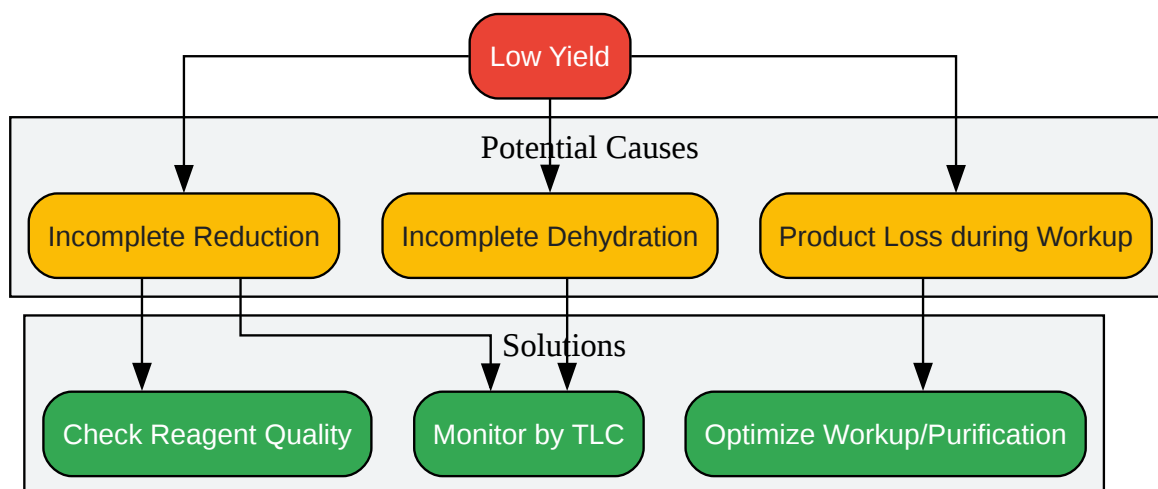 Low Yield
Potential Causes
Incomplete Reduction
Incomplete Dehydration
Product Loss during Workup
Solutions
Check Reagent Quality
Monitor by TLC
Optimize Workup/Purification